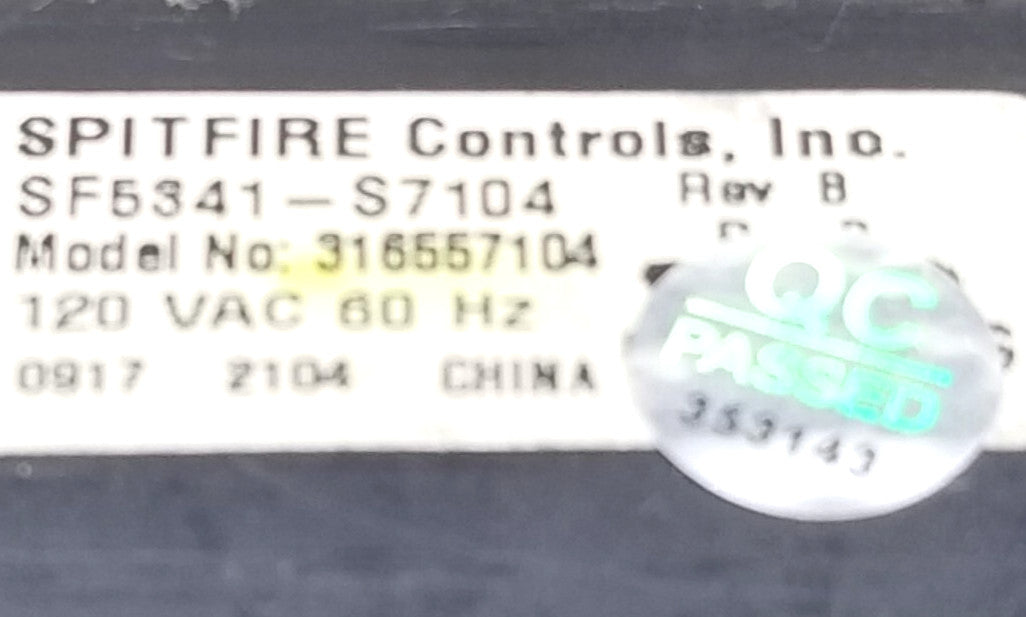 SPITFIRE Controls, Inc.
SF5341-S7104 Rev B
Model No: 316557104
120 VAC 60 Hz
0917 2104 CHINA
QC
PASSED
353143